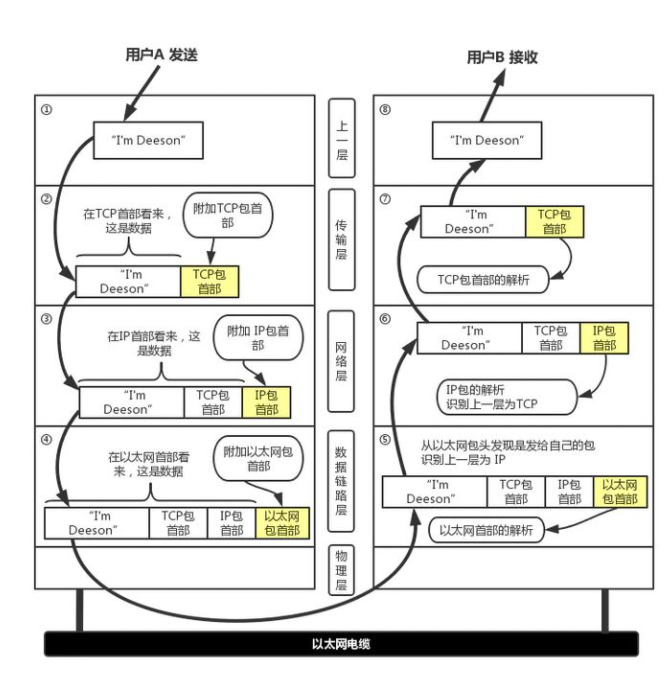 用户A 发送
用户B 接收
①
"I'm Deeson"
上一层
⑧
"I'm Deeson"
②
在TCP首部看来，
这是数据
附加TCP包首
部
"I'm
Deeson"
TCP包
首部
传输层
⑦
"I'm
Deeson"
TCP包
首部
TCP包首部的解析
③
在IP首部看来，这
是数据
附加 IP包首
部
"I'm
Deeson"
TCP包
首部
IP包
首部
网络层
⑥
"I'm
Deeson"
TCP包
首部
IP包
首部
IP包的解析
识别上一层为TCP
④
在以太网首部看
来，这是数据
附加以太网包
首部
"I'm
Deeson"
TCP包
首部
IP包
首部
以太网
包首部
数据链路层
⑤
从以太网包头发现是发给自己的包
识别上一层为 IP
"I'm
Deeson"
TCP包
首部
IP包
首部
以太网
包首部
以太网首部的解析
物理层
以太网电缆